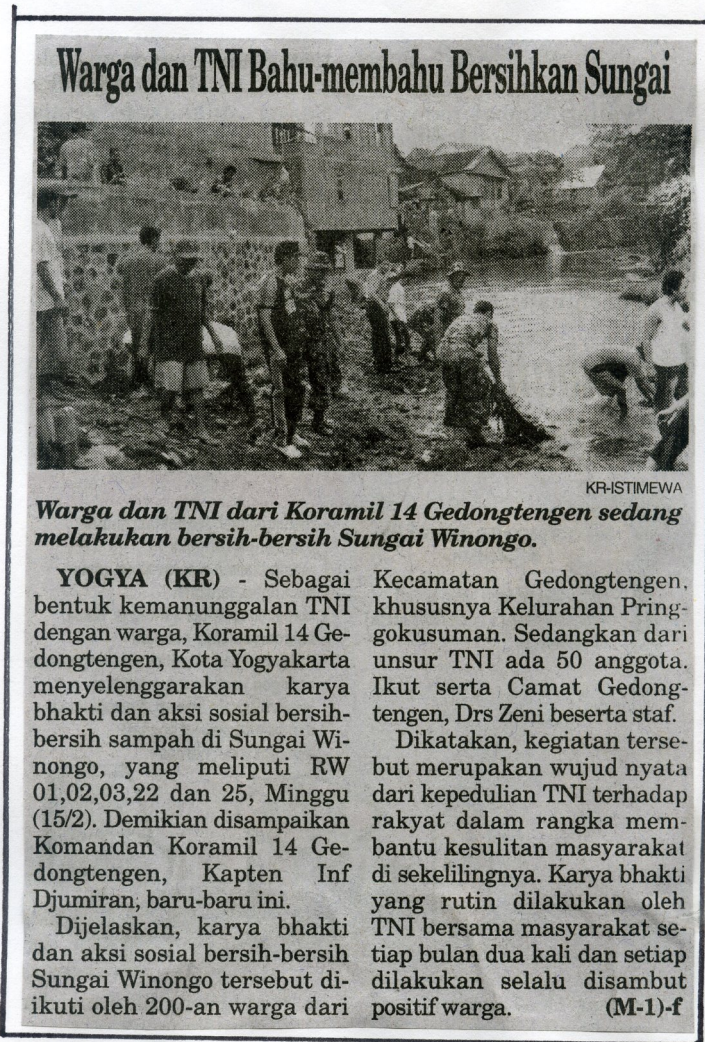 Warga dan TNI Bahu-membahu Bersihkan Sungai
KR-ISTIMEWA
Warga dan TNI dari Koramil 14 Gedongtengen sedang
melakukan bersih-bersih Sungai Winongo.
YOGYA (KR) - Sebagai
bentuk kemanunggalan TNI
dengan warga, Koramil 14 Ge-
dongtengen, Kota Yogyakarta
menyelenggarakan karya
bhakti dan aksi sosial bersih-
bersih sampah di Sungai Wi-
nongo, yang meliputi RW
01,02,03,22 dan 25, Minggu
(15/2). Demikian disampaikan
Komandan Koramil 14 Ge-
dongtengen, Kapten Inf
Djumiran, baru-baru ini.
Dijelaskan, karya bhakti
dan aksi sosial bersih-bersih
Sungai Winongo tersebut di-
ikuti oleh 200-an warga dari
Kecamatan Gedongtengen,
khususnya Kelurahan Pring-
gokusuman. Sedangkan dari
unsur TNI ada 50 anggota.
Ikut serta Camat Gedong-
tengen, Drs Zeni beserta staf.
Dikatakan, kegiatan terse-
but merupakan wujud nyata
dari kepedulian TNI terhadap
rakyat dalam rangka mem-
bantu kesulitan masyarakat
di sekelilingnya. Karya bhakti
yang rutin dilakukan oleh
TNI bersama masyarakat se-
tiap bulan dua kali dan setiap
dilakukan selalu disambut
positif warga. (M-1)-f